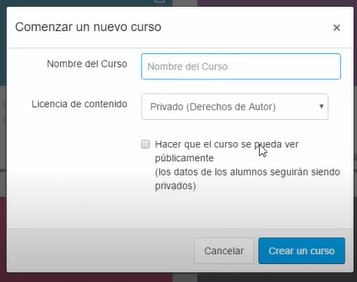 Comenzar un nuevo curso ×
Nombre del Curso Nombre del Curso
Licencia de contenido Privado (Derechos de Autor)
Hacer que el curso se pueda ver
públicamente
(los datos de los alumnos seguirán siendo
privados)
Cancelar Crear un curso